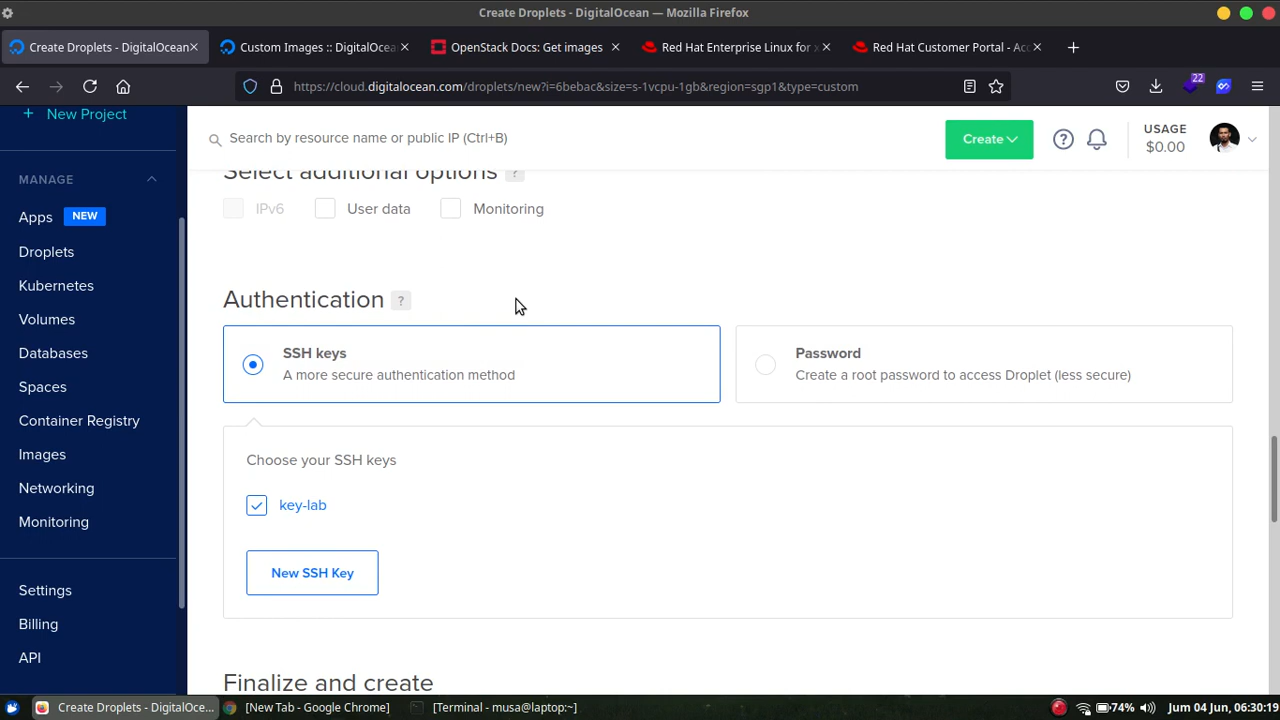 Create Droplets - DigitalOcean — Mozilla Firefox
Create Droplets - DigitalOcean
Custom Images :: DigitalOcea
OpenStack Docs: Get images
Red Hat Enterprise Linux for x
Red Hat Customer Portal - Acc
https://cloud.digitalocean.com/droplets/new?i=6bebac&size=s-1vcpu-1gb&region=sgp1&type=custom
22
+ New Project
MANAGE
Apps NEW
Droplets
Kubernetes
Volumes
Databases
Spaces
Container Registry
Images
Networking
Monitoring
Settings
Billing
API
Search by resource name or public IP (Ctrl+B)
Create
?
USAGE
$0.00
Select additional options ?
IPv6
User data
Monitoring
Authentication ?
SSH keys
A more secure authentication method
Password
Create a root password to access Droplet (less secure)
Choose your SSH keys
key-lab
New SSH Key
Finalize and create
Create Droplets - DigitalOce...
[New Tab - Google Chrome]
[Terminal - musa@laptop:~]
74%
Jum 04 Jun, 06:30:19